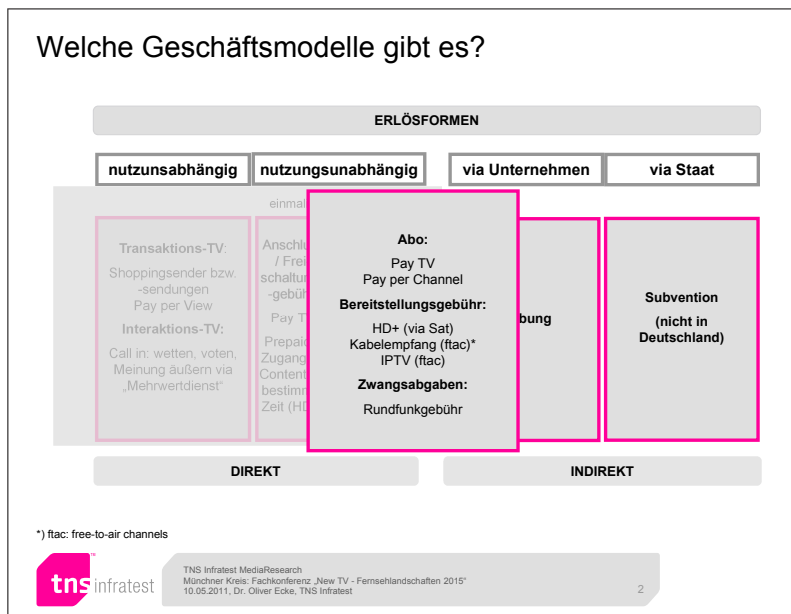 Welche Geschäftsmodelle gibt es?
ERLÖSFORMEN
nutzunsabhängig
nutzungsunabhängig
via Unternehmen
via Staat
Transaktions-TV:
Shoppingsender bzw.
-sendungen
Pay per View
Interaktions-TV:
Call in: wetten, voten,
Meinung äußern via
„Mehrwertdienst“
/
Pay
Zeit
Abo:
Pay TV
Pay per Channel
Bereitstellungsgebühr:
HD+ (via Sat)
Kabelempfang (ftac)*
IPTV (ftac)
Zwangsabgaben:
Rundfunkgebühr
Subvention
(nicht in
Deutschland)
DIREKT
INDIREKT
*) ftac: free-to-air channels
tns infratest
TM
TNS Infratest MediaResearch
Münchner Kreis: Fachkonferenz „New TV - Fernsehlandschaften 2015“
10.05.2011, Dr. Oliver Ecke, TNS Infratest
2